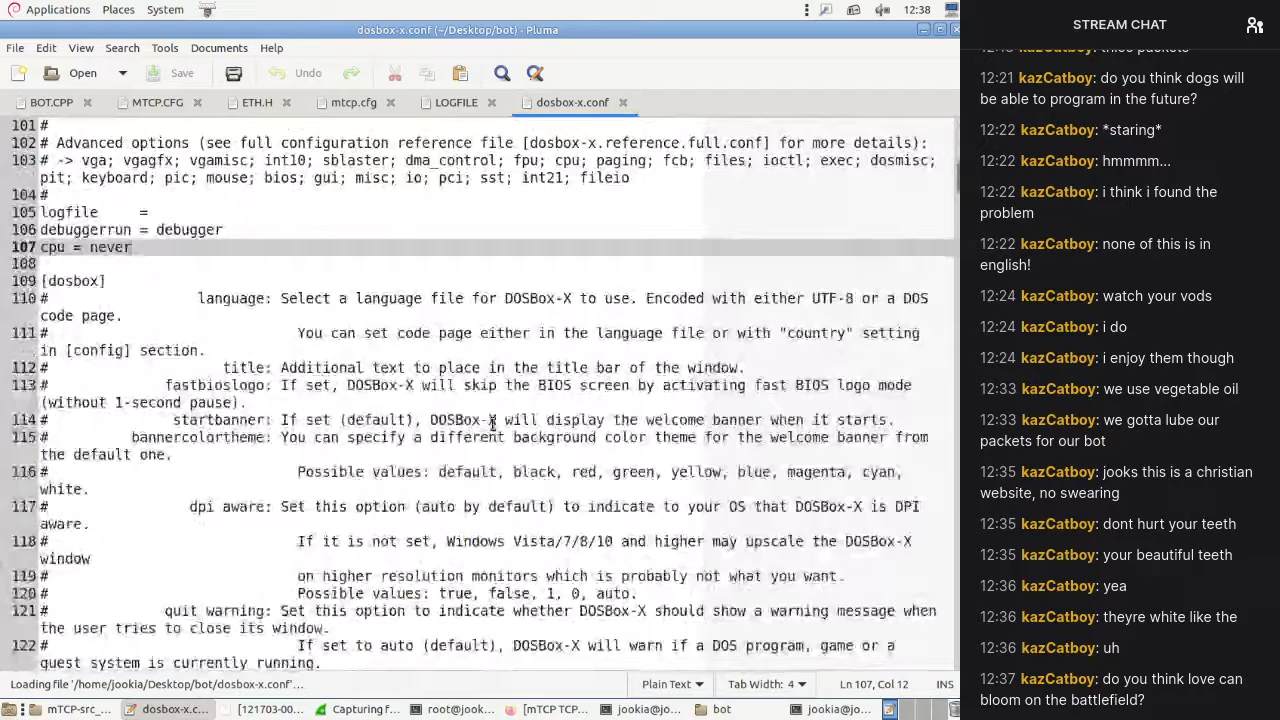 Applications Places System 12:38
dosbox-x.conf (~/Desktop/bot) - Pluma
File Edit View Search Tools Documents Help
Open Save Undo
BOT.CPP MTCP.CFG ETH.H mtcp.cfg LOGFILE dosbox-x.conf
101 #
102 # Advanced options (see full configuration reference file [dosbox-x.reference.full.conf] for more details):
103 # -> vga; vgagfx; vgamisc; int10; sblaster; dma_control; fpu; cpu; paging; fcb; files; ioctl; exec; dosmisc;
pit; keyboard; pic; mouse; bios; gui; misc; io; pci; sst; int21; fileio
104 #
105 logfile =
106 debuggerrun = debugger
107 cpu = never
108
109 [dosbox]
110 # language: Select a language file for DOSBox-X to use. Encoded with either UTF-8 or a DOS
code page.
111 # You can set code page either in the language file or with "country" setting
in [config] section.
112 # title: Additional text to place in the title bar of the window.
113 # fastbioslogo: If set, DOSBox-X will skip the BIOS screen by activating fast BIOS logo mode
(without 1-second pause).
114 # startbanner: If set (default), DOSBox-X will display the welcome banner when it starts.
115 # bannercolortheme: You can specify a different background color theme for the welcome banner from
the default one.
116 # Possible values: default, black, red, green, yellow, blue, magenta, cyan,
white.
117 # dpi aware: Set this option (auto by default) to indicate to your OS that DOSBox-X is DPI
aware.
118 # If it is not set, Windows Vista/7/8/10 and higher may upscale the DOSBox-X
window
119 # on higher resolution monitors which is probably not what you want.
120 # Possible values: true, false, 1, 0, auto.
121 # quit warning: Set this option to indicate whether DOSBox-X should show a warning message when
the user tries to close its window.
122 # If set to auto (default), DOSBox-X will warn if a DOS program, game or a
guest system is currently running.
Loading file '/home/jookia/Desktop/bot/dosbox-x.conf'... Plain Text Tab Width: 4 Ln 107, Col 12 INS
mTCP-src_... dosbox-x.c... [121703-00... Capturing f... root@jook... [mTCP TCP... jookia@jo... bot jookia@jo...
STREAM CHAT
12:21 kazCatboy: do you think dogs will
be able to program in the future?
12:22 kazCatboy: *staring*
12:22 kazCatboy: hmmmm...
12:22 kazCatboy: i think i found the
problem
12:22 kazCatboy: none of this is in
english!
12:24 kazCatboy: watch your vods
12:24 kazCatboy: i do
12:24 kazCatboy: i enjoy them though
12:33 kazCatboy: we use vegetable oil
12:33 kazCatboy: we gotta lube our
packets for our bot
12:35 kazCatboy: jooks this is a christian
website, no swearing
12:35 kazCatboy: dont hurt your teeth
12:35 kazCatboy: your beautiful teeth
12:36 kazCatboy: yea
12:36 kazCatboy: theyre white like the
12:36 kazCatboy: uh
12:37 kazCatboy: do you think love can
bloom on the battlefield?